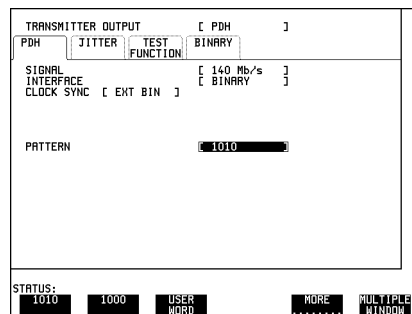 TRANSMITTER OUTPUT [ PDH ]
PDH JITTER TEST FUNCTION BINARY
SIGNAL [ 140 Mb/s ]
INTERFACE [ BINARY ]
CLOCK SYNC [ EXT BIN ]
PATTERN [ 1010 ]
STATUS:
1010 1000 USER WORD MORE ........ MULTIPLE WINDOW